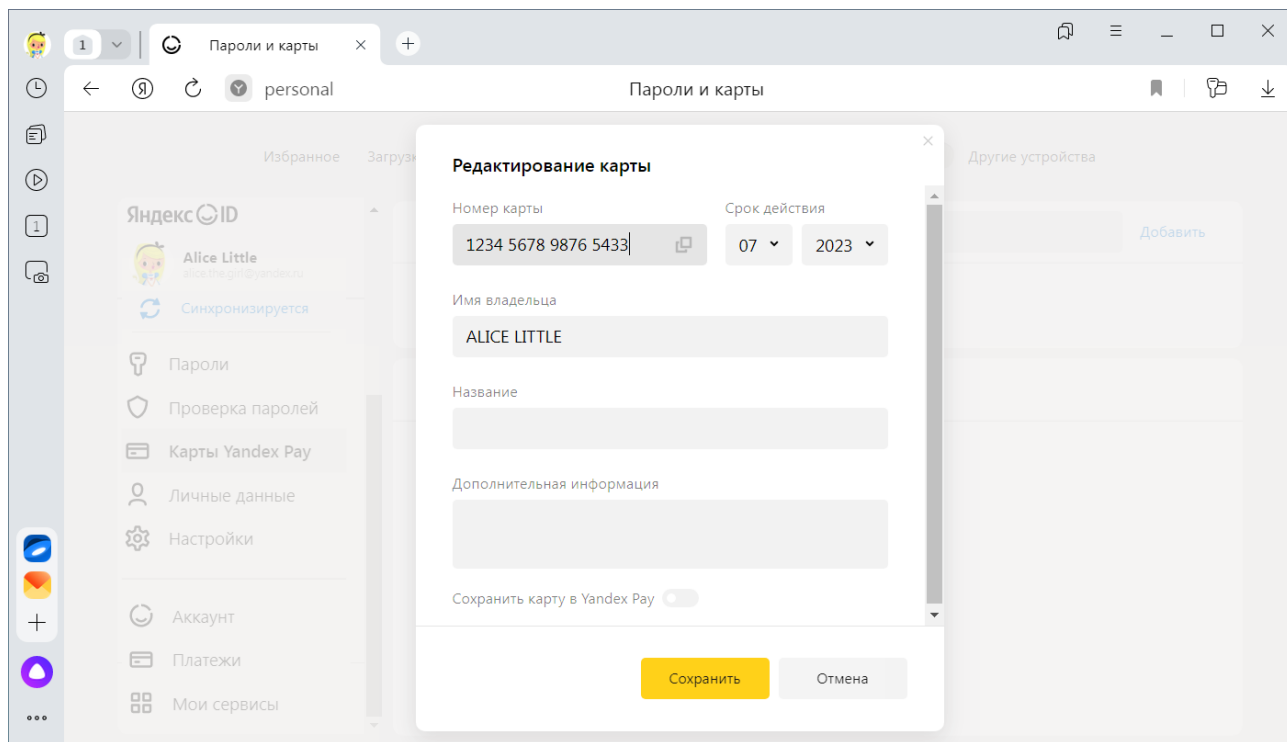 1
Пароли и карты
personal
Пароли и карты
1
Избранное
Загрузк
Другие устройства
Яндекс ID
Alice Little
alice.the.girl@yandex.ru
Синхронизируется
Пароли
Проверка паролей
Карты Yandex Pay
Личные данные
Настройки
Аккаунт
Платежи
Мои сервисы
Добавить
Редактирование карты
Номер карты
Срок действия
1234 5678 9876 5433
07
2023
Имя владельца
ALICE LITTLE
Название
Дополнительная информация
Сохранить карту в Yandex Pay
Сохранить
Отмена